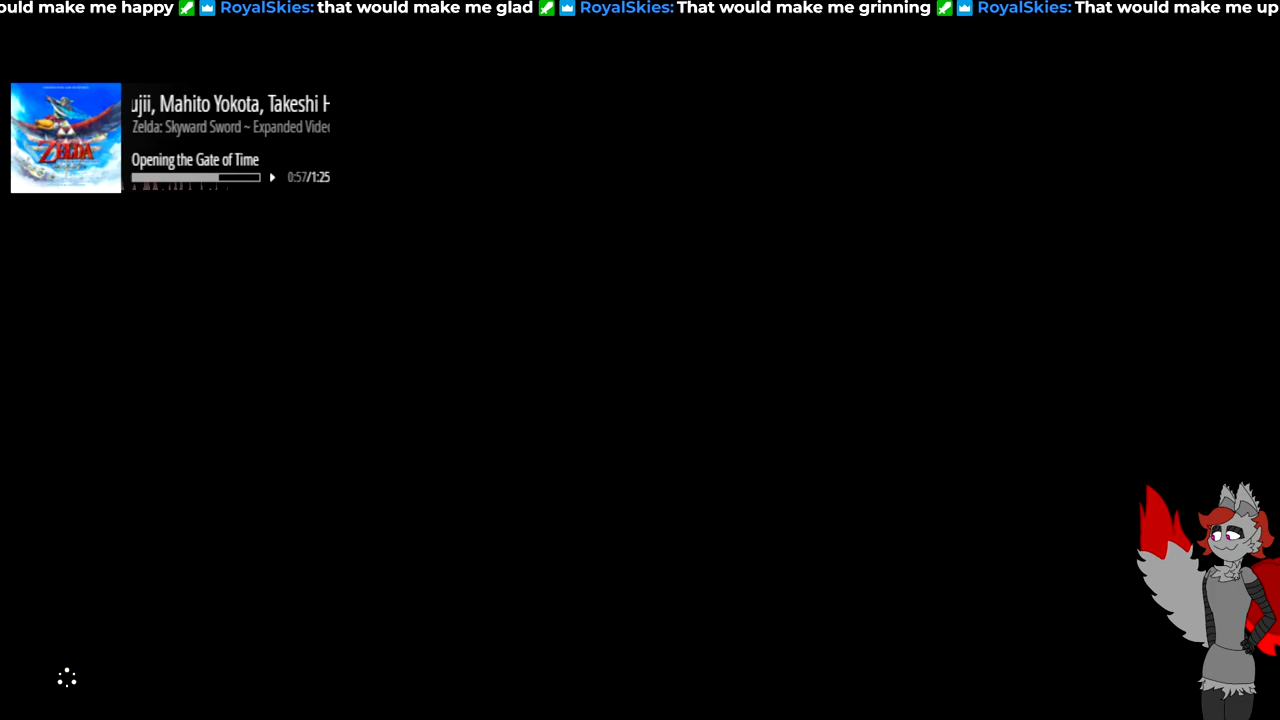 ould make me happy RoyalSkies: that would make me glad RoyalSkies: That would make me grinning RoyalSkies: That would make me up
ujii, Mahito Yokota, Takeshi H
Zelda: Skyward Sword ~ Expanded Video
ZELDA
Opening the Gate of Time
0:57/1:25